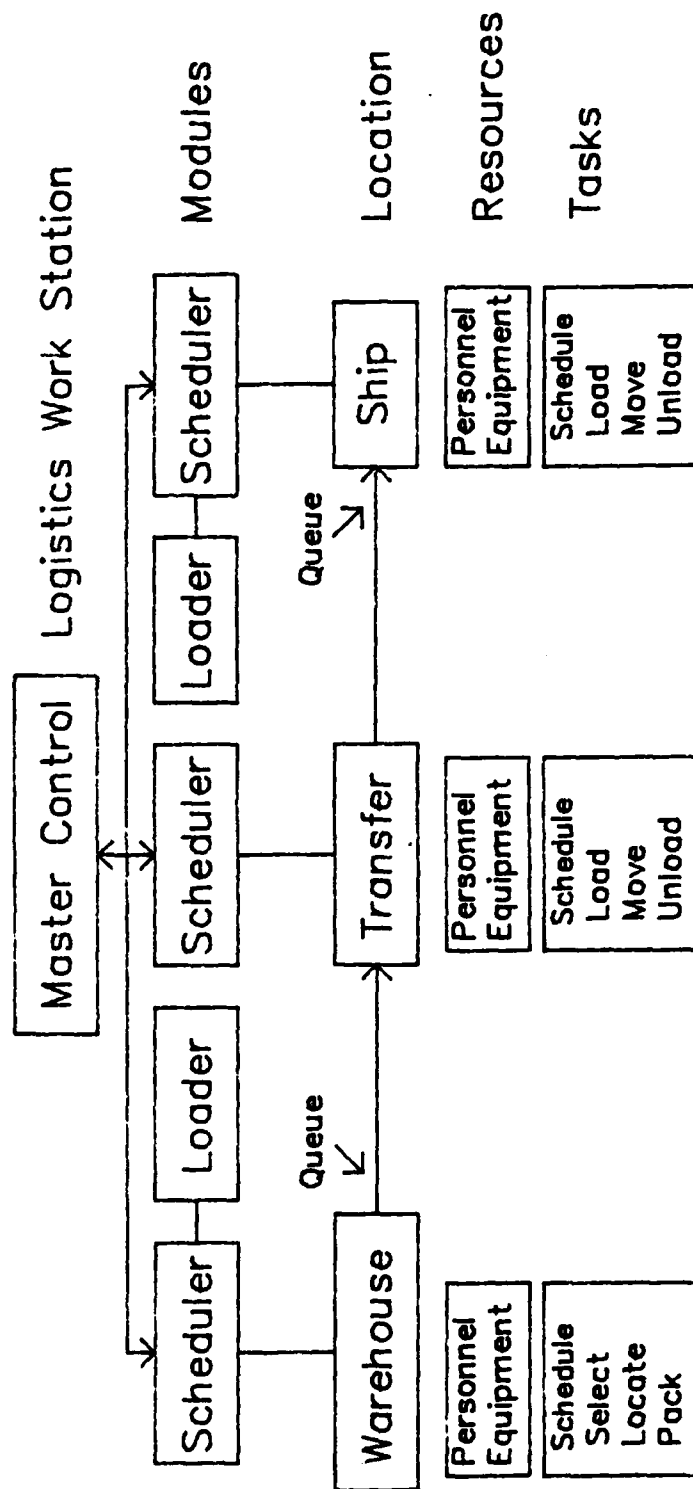 Master Control
Logistics Work Station
Scheduler
Loader
Scheduler
Loader
Scheduler
Modules
Queue
Queue
Warehouse
Transfer
Ship
Location
Personnel
Equipment
Personnel
Equipment
Personnel
Equipment
Resources
Schedule
Select
Locate
Pack
Schedule
Load
Move
Unload
Schedule
Load
Move
Unload
Tasks